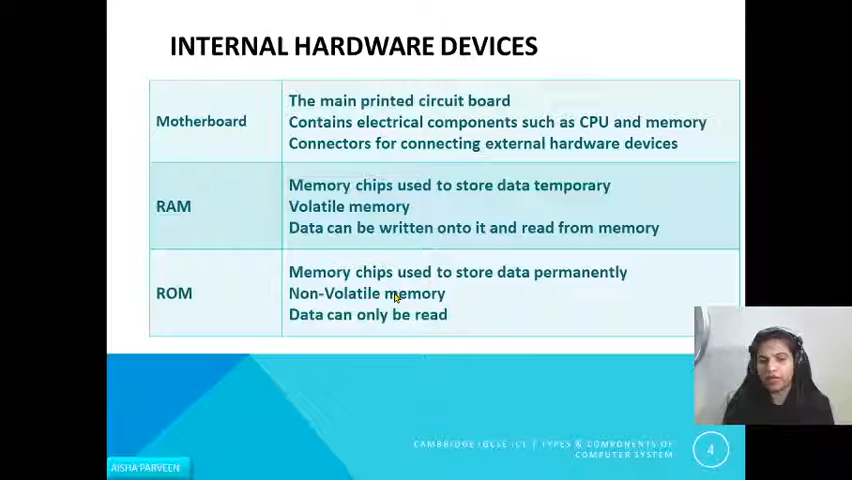 INTERNAL HARDWARE DEVICES
Motherboard
The main printed circuit board
Contains electrical components such as CPU and memory
Connectors for connecting external hardware devices
RAM
Memory chips used to store data temporary
Volatile memory
Data can be written onto it and read from memory
ROM
Memory chips used to store data permanently
Non-Volatile memory
Data can only be read
CAMBRIDGE IGCSE ICT | TYPES & COMPONENTS OF
COMPUTER SYSTEM
4
AISHA PARVEEN